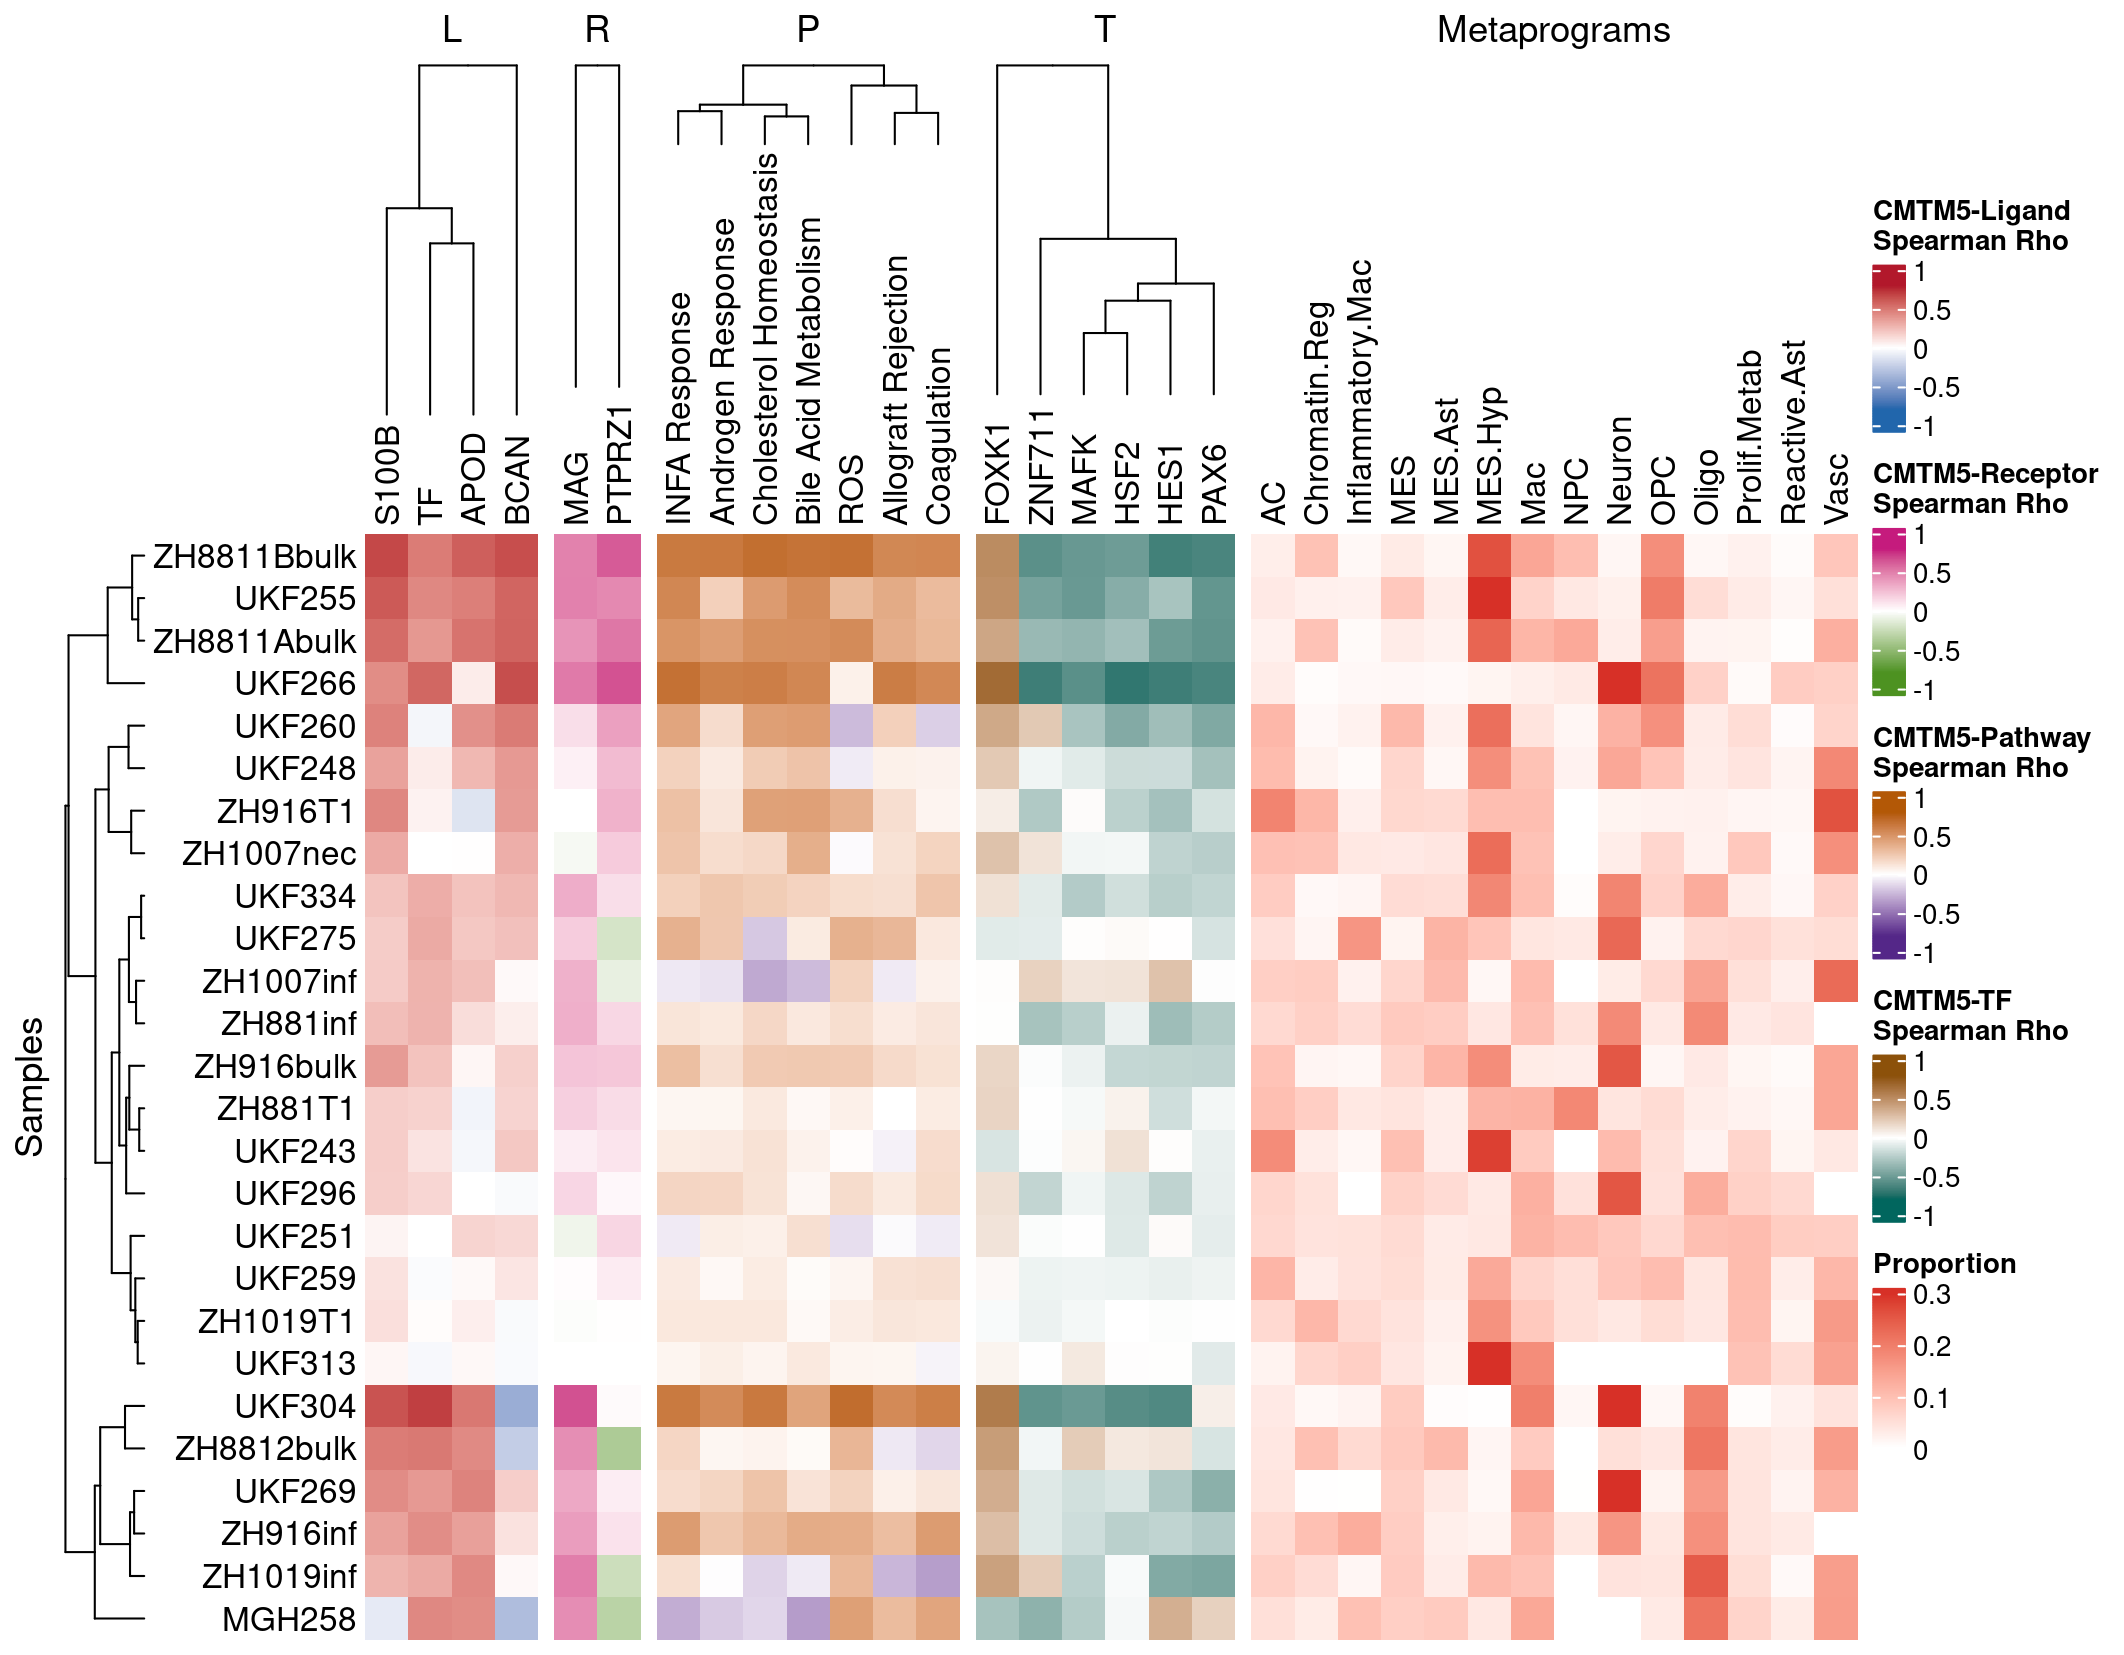 L R P T Metaprograms
S100B
TF
APOD
BCAN
MAG
PTPRZ1
INFA Response
Androgen Response
Cholesterol Homeostasis
Bile Acid Metabolism
ROS
Allograft Rejection
Coagulation
FOXK1
ZNF711
MAFK
HSF2
HES1
PAX6
AC
Chromatin.Reg
Inflammatory.Mac
MES
MES.Ast
MES.Hyp
Mac
NPC
Neuron
OPC
Oligo
Prolif.Metab
Reactive.Ast
Vasc
Samples
ZH8811Bbulk
UKF255
ZH8811Abulk
UKF266
UKF260
UKF248
ZH916T1
ZH1007nec
UKF334
UKF275
ZH1007inf
ZH881inf
ZH916bulk
ZH881T1
UKF243
UKF296
UKF251
UKF259
ZH1019T1
UKF313
UKF304
ZH8812bulk
UKF269
ZH916inf
ZH1019inf
MGH258
CMTM5-Ligand
Spearman Rho
1
0.5
0
-0.5
-1
CMTM5-Receptor
Spearman Rho
1
0.5
0
-0.5
-1
CMTM5-Pathway
Spearman Rho
1
0.5
0
-0.5
-1
CMTM5-TF
Spearman Rho
1
0.5
0
-0.5
-1
Proportion
0.3
0.2
0.1
0